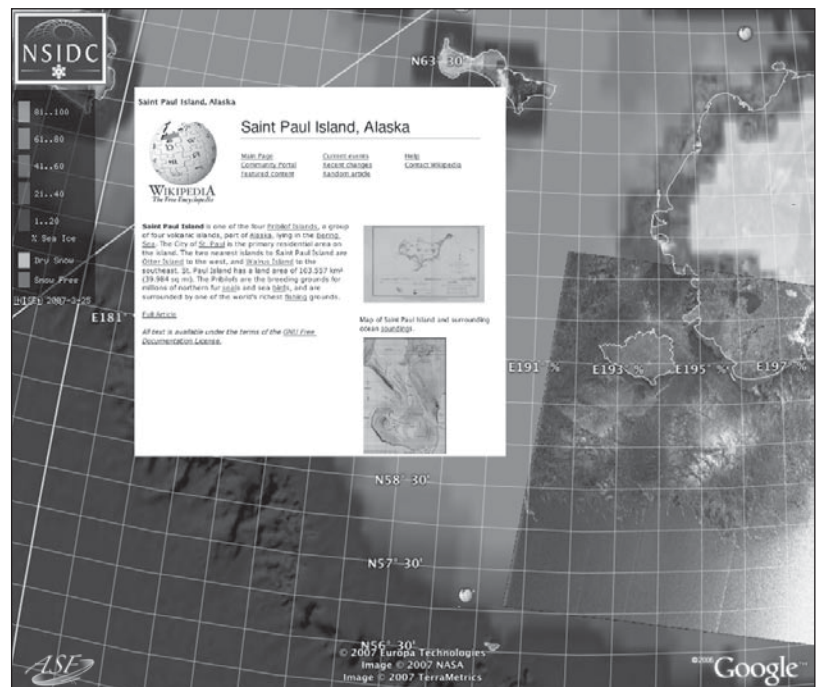 NSIDC
81..100
61..80
41..60
21..40
1..20
% Sea Ice
Dry Snow
Snow Free
2007-3-25
N63° 30'
Saint Paul Island, Alaska
Saint Paul Island, Alaska
Main Page
Current events
Help
Community Portal
Recent changes
Contact Wikipedia
Featured content
Random article
WIKIPEDIA
The Free Encyclopedia
Saint Paul Island is one of the four Pribilof Islands, a group
of four volcanic islands, part of Alaska, lying in the Bering
Sea. The City of St. Paul is the primary residential area on
the island. The two nearest islands to Saint Paul Island are
Otter Island to the west, and Walrus Island to the
southeast. St. Paul Island has a land area of 103.557 km²
(39.984 sq mi). The Pribilofs are the breeding grounds for
millions of northern fur seals and sea birds, and are
surrounded by one of the world's richest fishing grounds.
Full Article
All text is available under the terms of the GNU Free
Documentation License.
Map of Saint Paul Island and surrounding
ocean soundings.
E181°
E191° %
E193° %
E195° %
E197° %
N58° 30'
N57° 30'
N56° 30'
© 2007 Europa Technologies
Image © 2007 NASA
Image © 2007 TerraMetrics
ASF
Google™